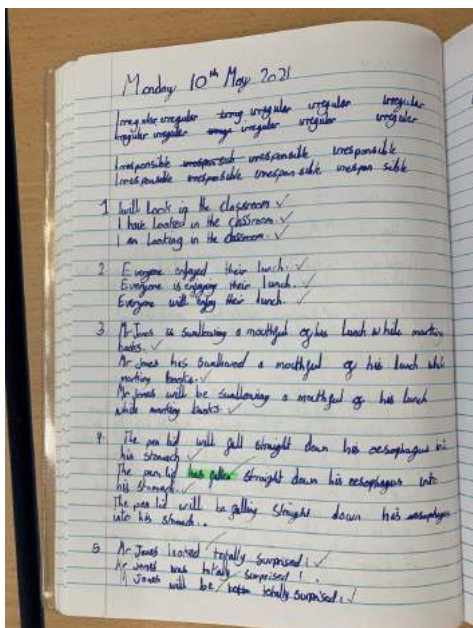 Monday 10th May 2021
Irregular irregular irregular irregular irregular
irregular irregular irregular irregular irregular
Irresponsible irresponsible irresponsible
Irresponsible irresponsible irresponsible irresponsible
1 I will Look in the classroom ✓
I have Looked in the classroom. ✓
I am Looking in the classroom. ✓
2. Everyone enjoyed their lunch. ✓
Everyone is enjoying their lunch. ✓
Everyone will enjoy their lunch. ✓
3. Mr Jones is swallowing a mouthful of his Lunch while marking
books. ✓
Mr Jones has swallowed a mouthful of his lunch while
marking books. ✓
Mr Jones will be swallowing a mouthful of his lunch
while marking books. ✓
4. The pen lid will fall straight down his oesophagus
his stomach ✓
The pen lid has fallen straight down his oesophagus into
his stomach. ✓
The pen lid will be falling straight down his oesophagus
into his stomach..
5 Mr Jones looked totally surprised! ✓
Mr Jones was totally surprised!
Jones will be totally surprised! ✓